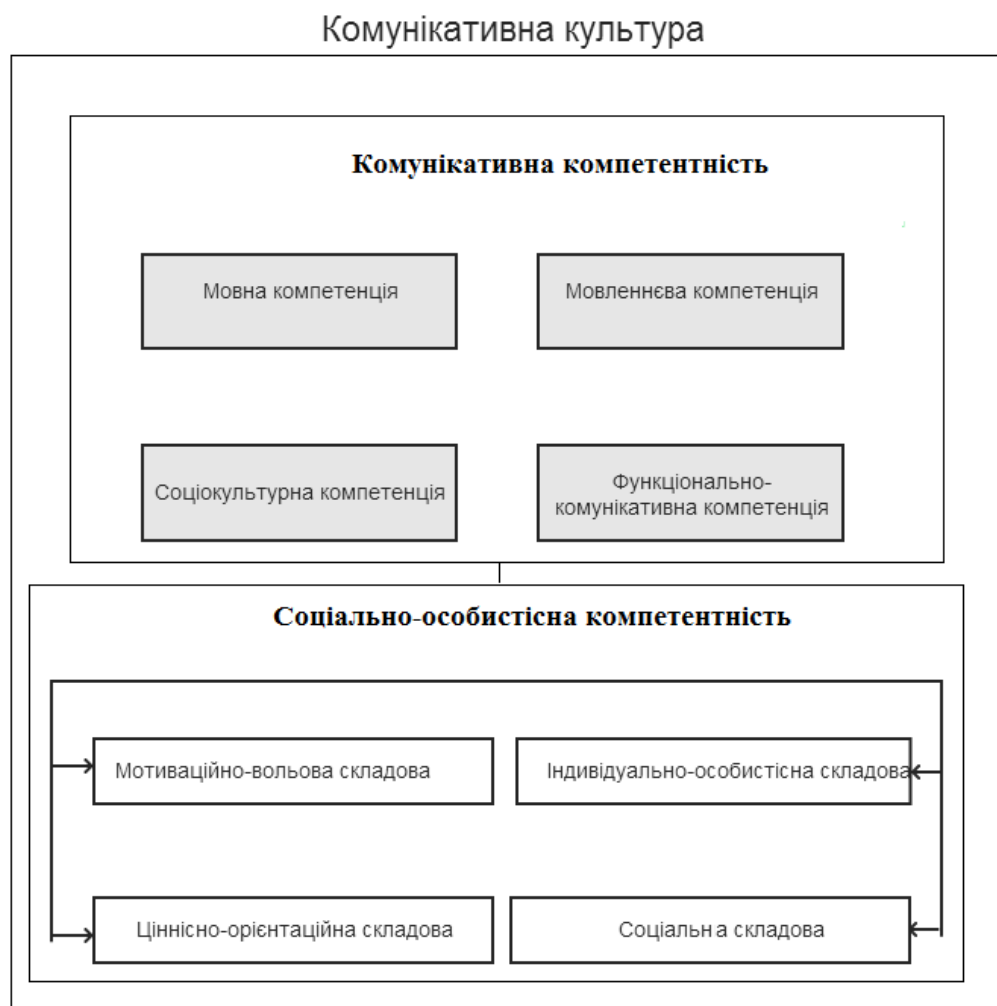 Комунікативна культура
Комунікативна компетентність
Мовна компетенція
Мовленнєва компетенція
Соціокультурна компетенція
Функціонально-
комунікативна компетенція
Соціально-особистісна компетентність
Мотиваційно-вольова складова
Індивідуально-особистісна складова
Ціннісно-орієнтаційна складова
Соціальна складова